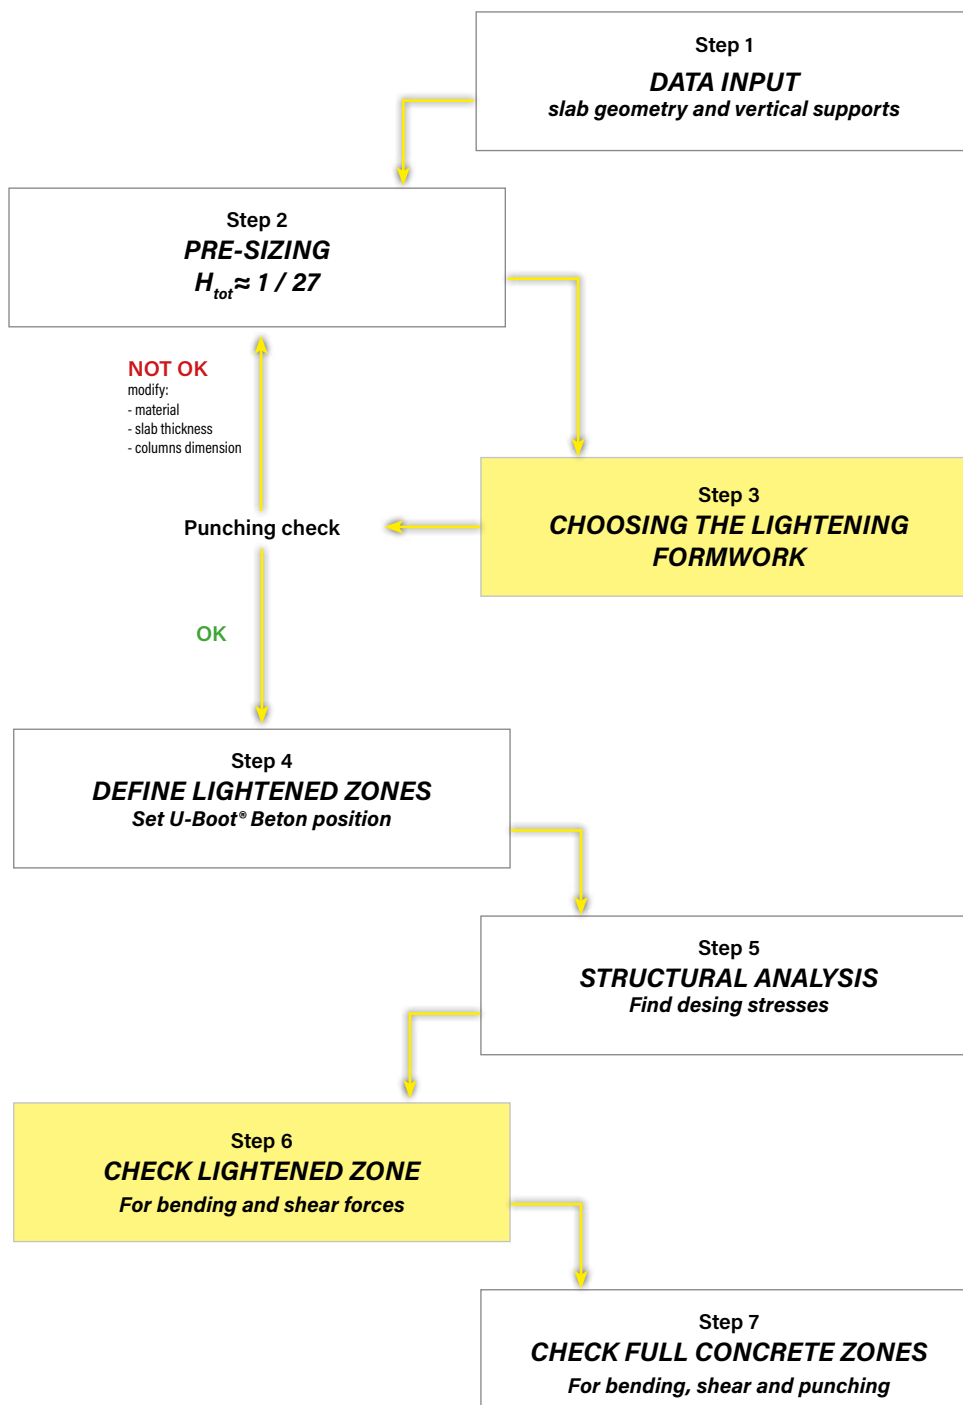 Step 1
DATA INPUT
slab geometry and vertical supports
Step 2
PRE-SIZING
Htot ≈ 1 / 27
NOT OK
modify:
- material
- slab thickness
- columns dimension
Step 3
CHOOSING THE LIGHTENING
FORMWORK
Punching check
OK
Step 4
DEFINE LIGHTENED ZONES
Set U-Boot® Beton position
Step 5
STRUCTURAL ANALYSIS
Find desing stresses
Step 6
CHECK LIGHTENED ZONE
For bending and shear forces
Step 7
CHECK FULL CONCRETE ZONES
For bending, shear and punching